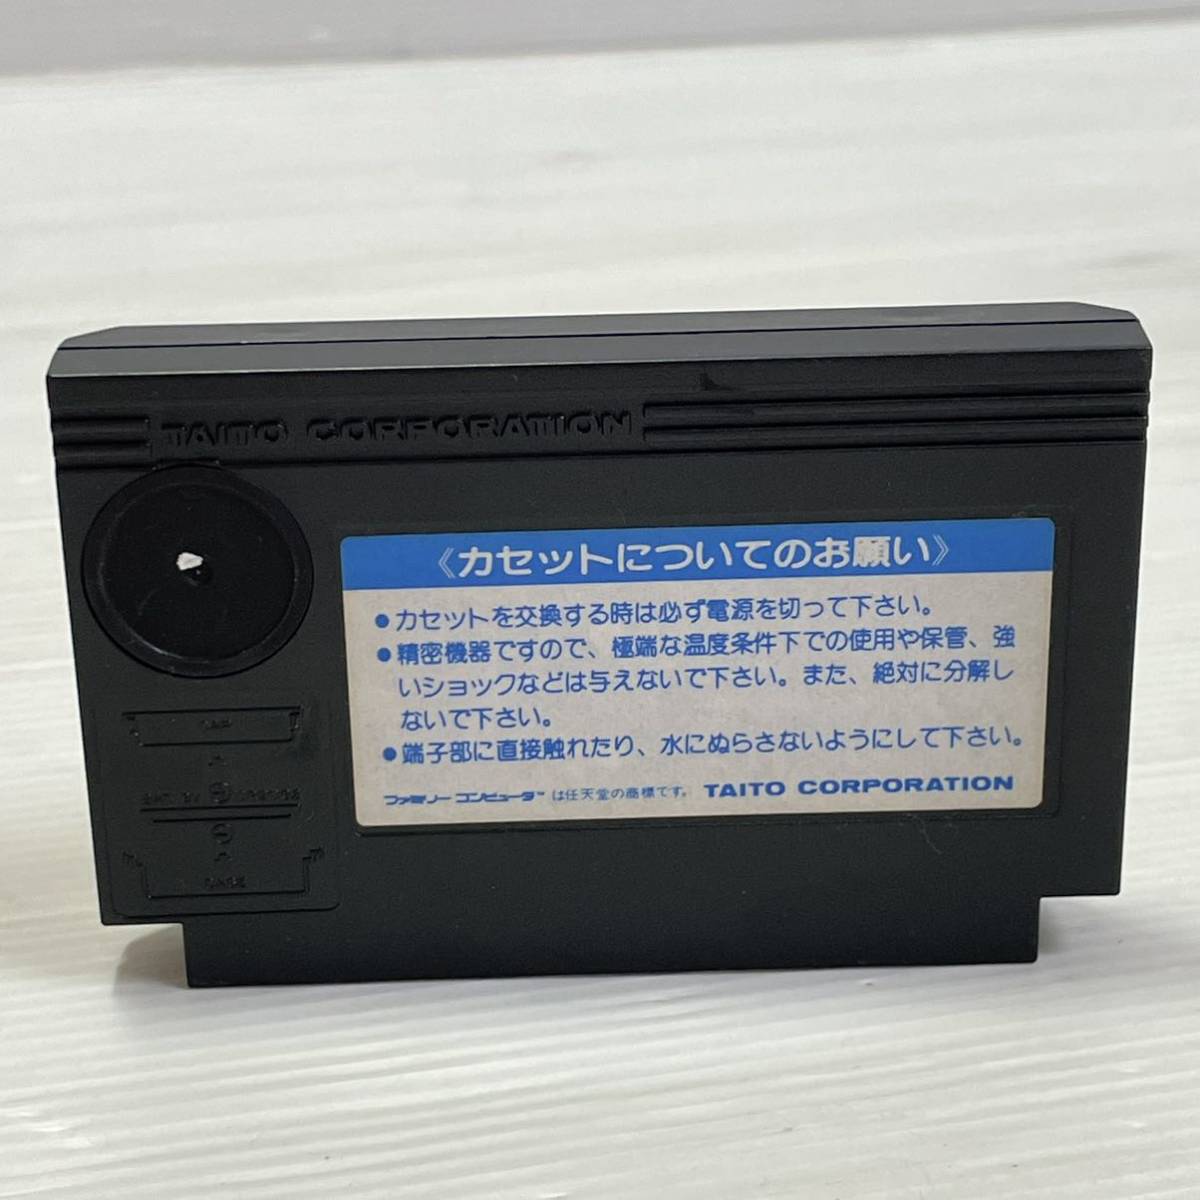 TAITO CORPORATION
《カセットについてのお願い》
●カセットを交換する時は必ず電源を切って下さい。
●精密機器ですので、極端な温度条件下での使用や保管、強
いショックなどは与えないで下さい。また、絶対に分解し
ないで下さい。
●端子部に直接触れたり、水にぬらさないようにして下さい。
ファミリーコンピュータ™は任天堂の商標です。 TAITO CORPORATION